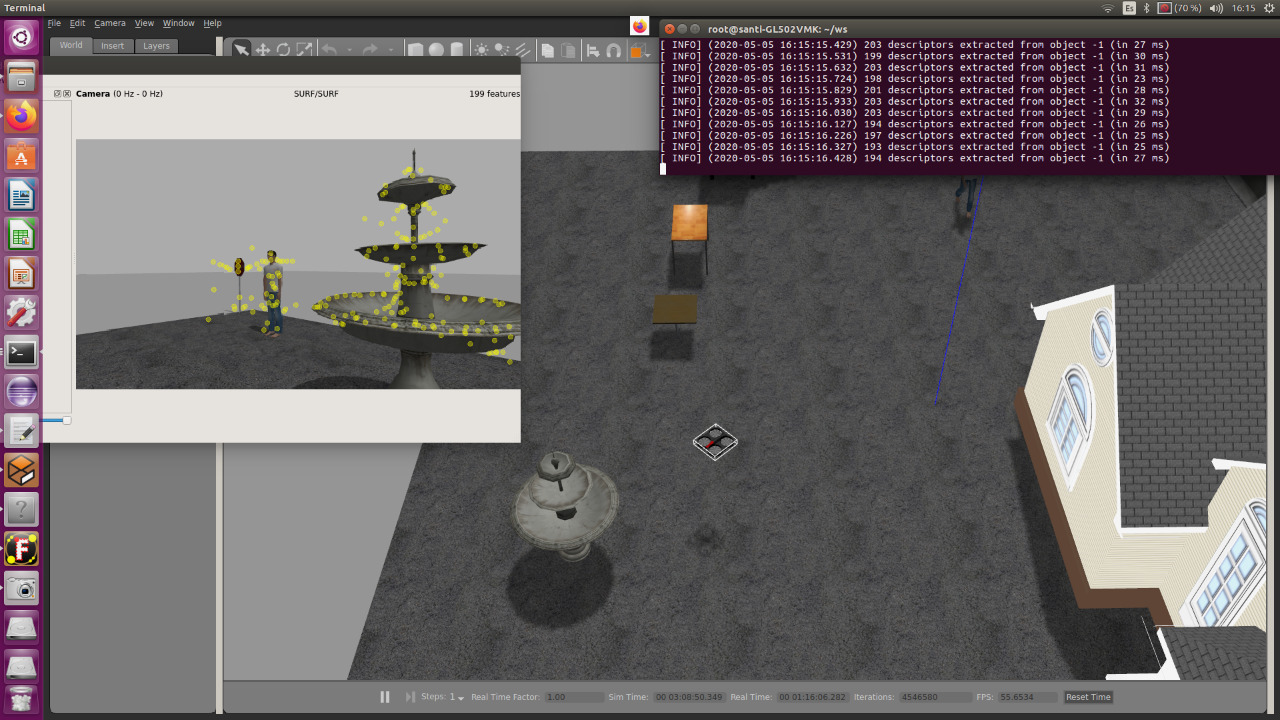 Terminal
Es
(70 %)
16:15
File Edit Camera View Window Help
World Insert Layers
root@santi-GL502VMK: ~/ws
[ INFO] (2020-05-05 16:15:15.429) 203 descriptors extracted from object -1 (in 27 ms)
[ INFO] (2020-05-05 16:15:15.531) 199 descriptors extracted from object -1 (in 30 ms)
[ INFO] (2020-05-05 16:15:15.632) 203 descriptors extracted from object -1 (in 31 ms)
[ INFO] (2020-05-05 16:15:15.724) 198 descriptors extracted from object -1 (in 23 ms)
[ INFO] (2020-05-05 16:15:15.829) 201 descriptors extracted from object -1 (in 28 ms)
[ INFO] (2020-05-05 16:15:15.933) 203 descriptors extracted from object -1 (in 32 ms)
[ INFO] (2020-05-05 16:15:16.030) 203 descriptors extracted from object -1 (in 29 ms)
[ INFO] (2020-05-05 16:15:16.127) 194 descriptors extracted from object -1 (in 26 ms)
[ INFO] (2020-05-05 16:15:16.226) 197 descriptors extracted from object -1 (in 25 ms)
[ INFO] (2020-05-05 16:15:16.327) 193 descriptors extracted from object -1 (in 25 ms)
[ INFO] (2020-05-05 16:15:16.428) 194 descriptors extracted from object -1 (in 27 ms)
Camera (0 Hz - 0 Hz) SURF/SURF 199 features
F
Steps: 1 Real Time Factor: 1.00 Sim Time: 00 03:08:50.349 Real Time: 00 01:16:06.282 Iterations: 4546580 FPS: 55.6534 Reset Time